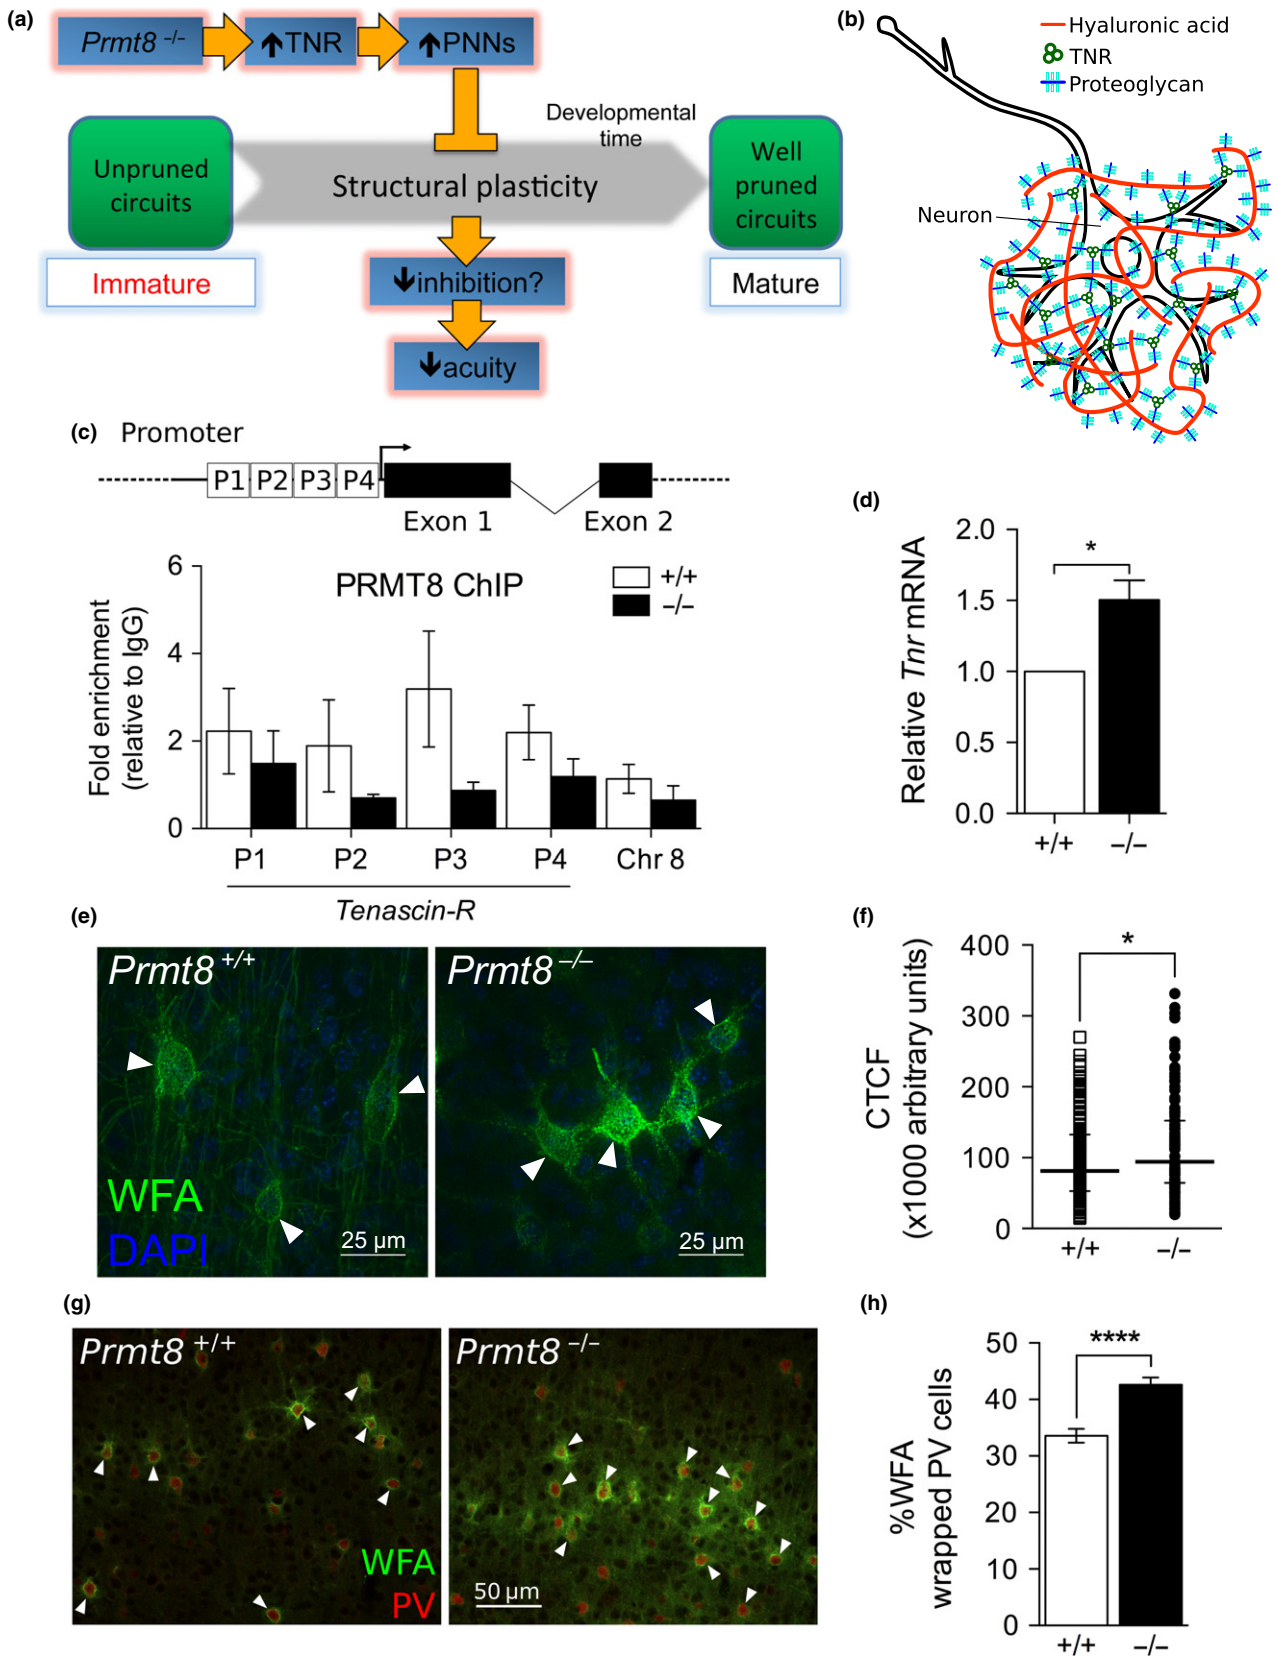 (a)
Prmt8 –/–
↑TNR
↑PNNs
Developmental
time
Unpruned
circuits
Structural plasticity
Well
pruned
circuits
Immature
Mature
↓inhibition?
↓acuity
(b)
Hyaluronic acid
TNR
Proteoglycan
Neuron
(c)
Promoter
P1 P2 P3 P4
Exon 1
Exon 2
PRMT8 ChIP
+/+
–/–
Fold enrichment
(relative to IgG)
6
4
2
0
P1 P2 P3 P4 Chr 8
Tenascin-R
(d)
Relative Tnr mRNA
2.0
1.5
1.0
0.5
0.0
*
+/+ –/–
(e)
Prmt8 +/+
WFA
DAPI
25 µm
Prmt8 –/–
25 µm
(f)
CTCF
(x1000 arbitrary units)
400
300
200
100
0
*
+/+ –/–
(g)
Prmt8 +/+
WFA
PV
Prmt8 –/–
50 µm
(h)
%WFA
wrapped PV cells
50
40
30
20
10
0
****
+/+ –/–